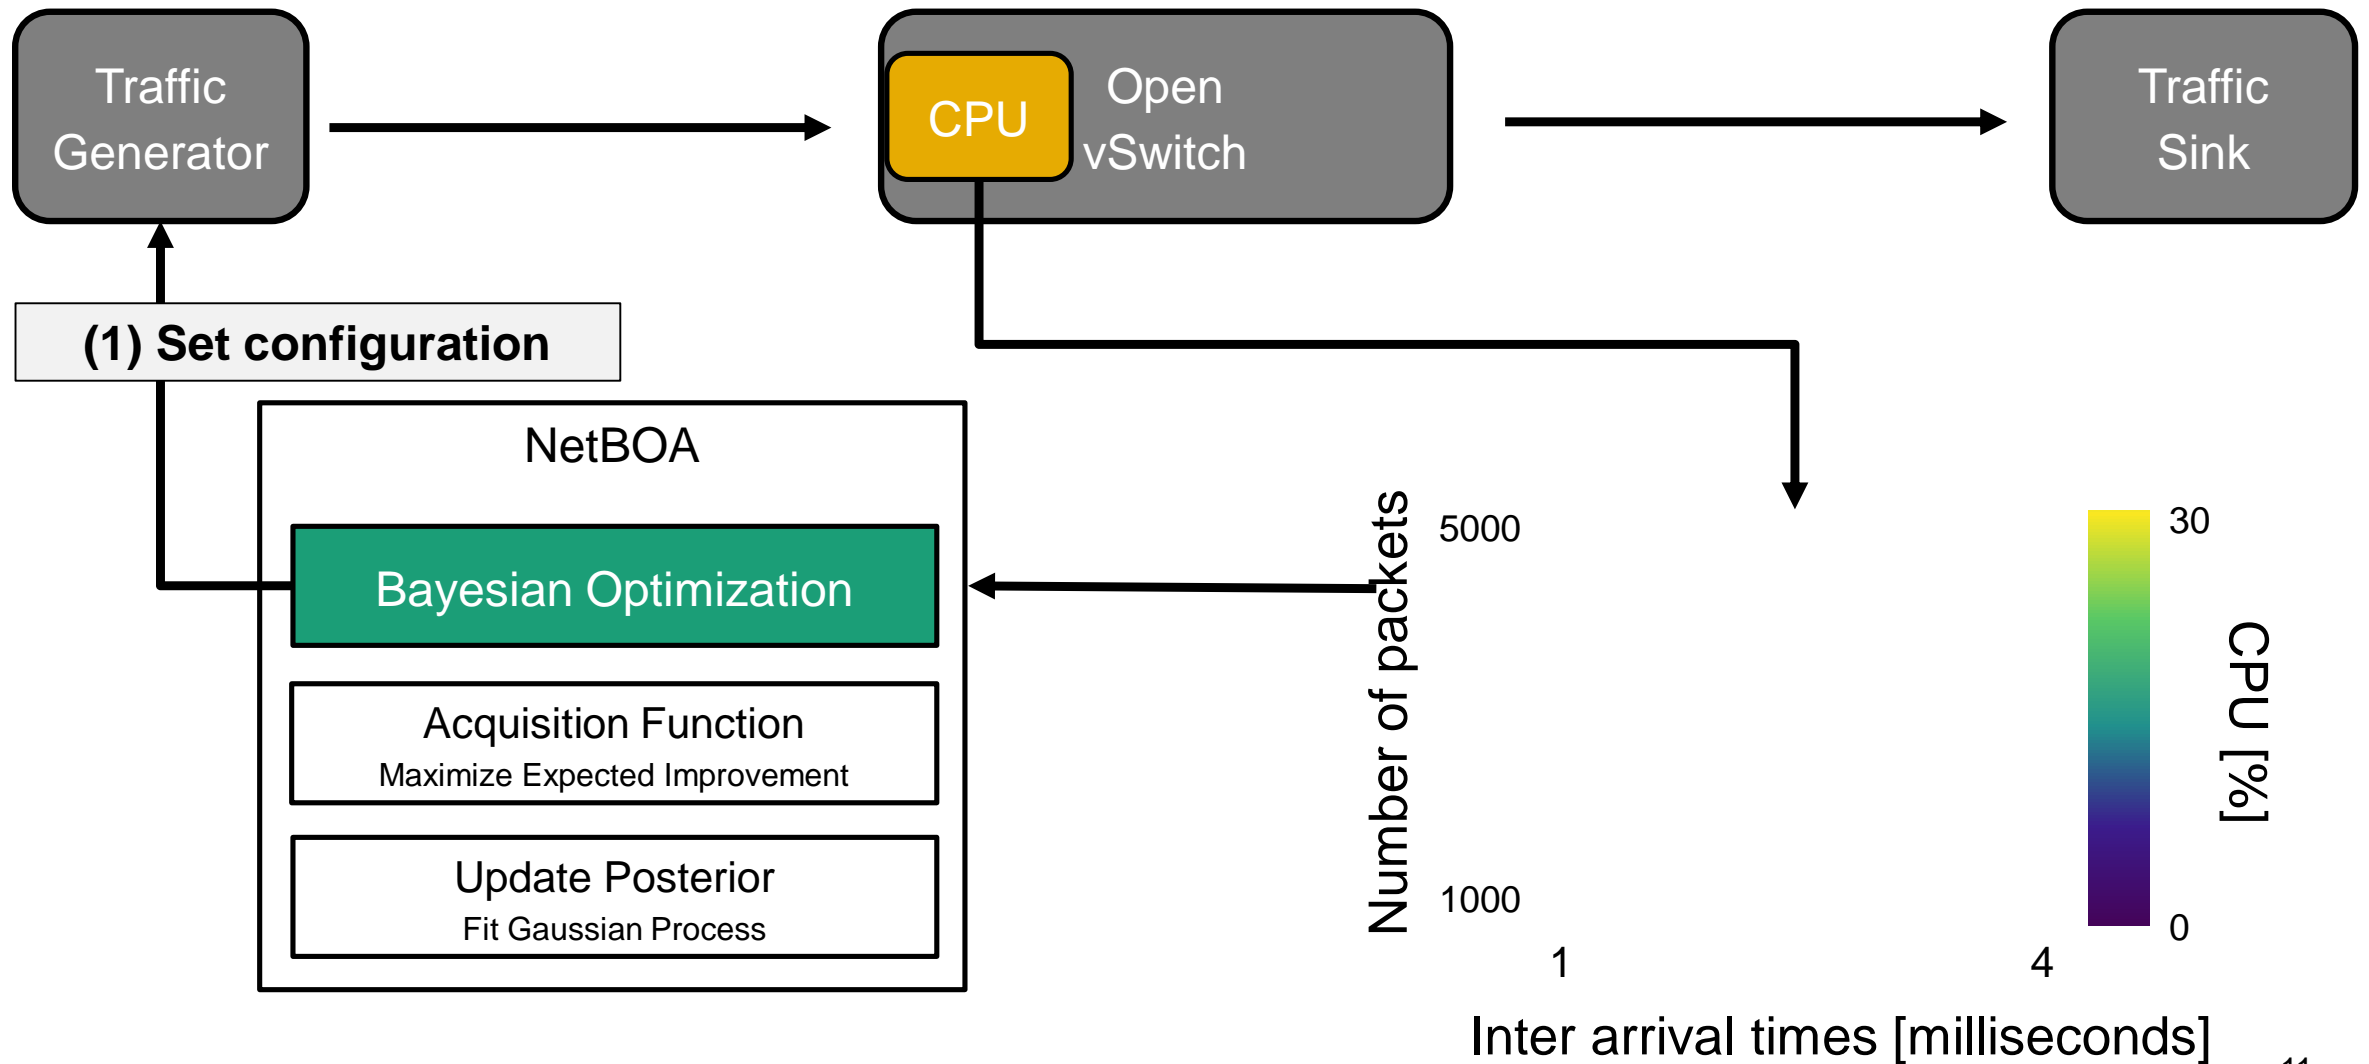 Traffic
Generator
CPU
Open
vSwitch
Traffic
Sink
(1) Set configuration
NetBOA
Bayesian Optimization
Acquisition Function
Maximize Expected Improvement
Update Posterior
Fit Gaussian Process
Number of packets
5000
1000
1
4
Inter arrival times [milliseconds]
30
0
CPU [%]